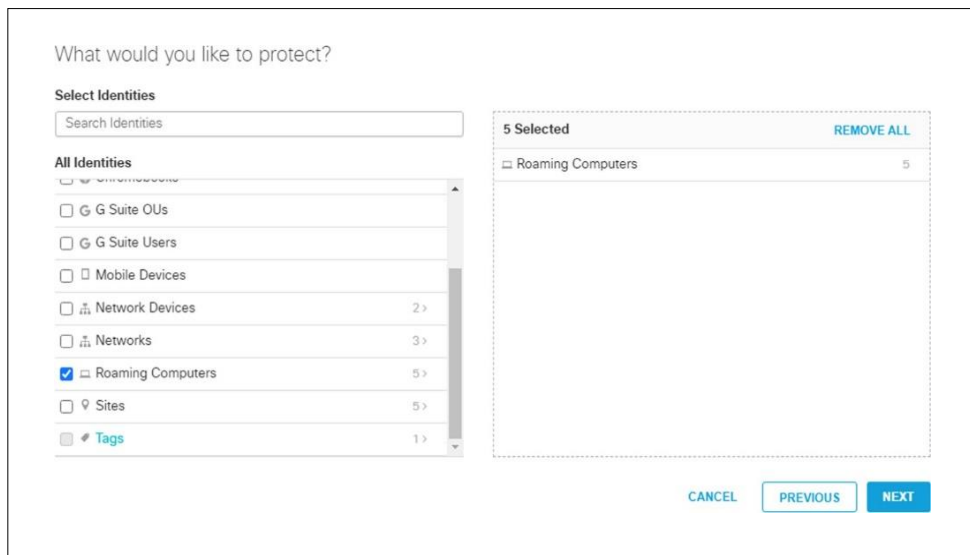 What would you like to protect?
Select Identities
Search Identities
5 Selected REMOVE ALL
All Identities
Roaming Computers 5
G Suite OUs
G Suite Users
Mobile Devices
Network Devices 2 >
Networks 3 >
Roaming Computers 5 >
Sites 5 >
Tags 1 >
CANCEL PREVIOUS NEXT